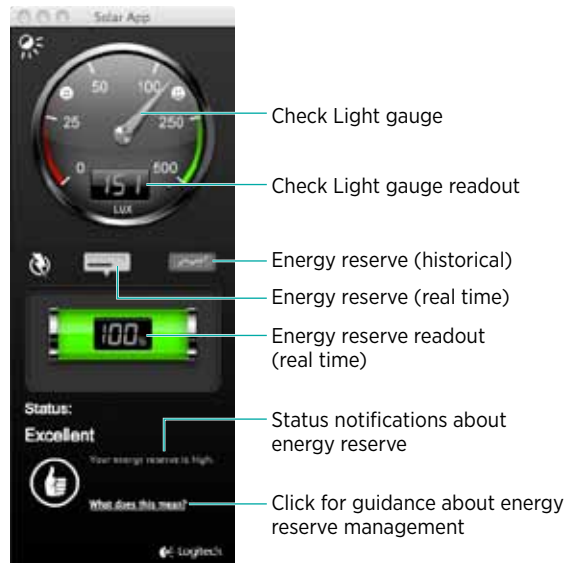 Solar App
50
100
25
250
0
500
151
LUX
Check Light gauge
Check Light gauge readout
Energy reserve (historical)
Energy reserve (real time)
100%
Energy reserve readout
(real time)
Status:
Excellent
Your energy reserve is high.
What does this mean?
Status notifications about
energy reserve
Click for guidance about energy
reserve management
Logitech